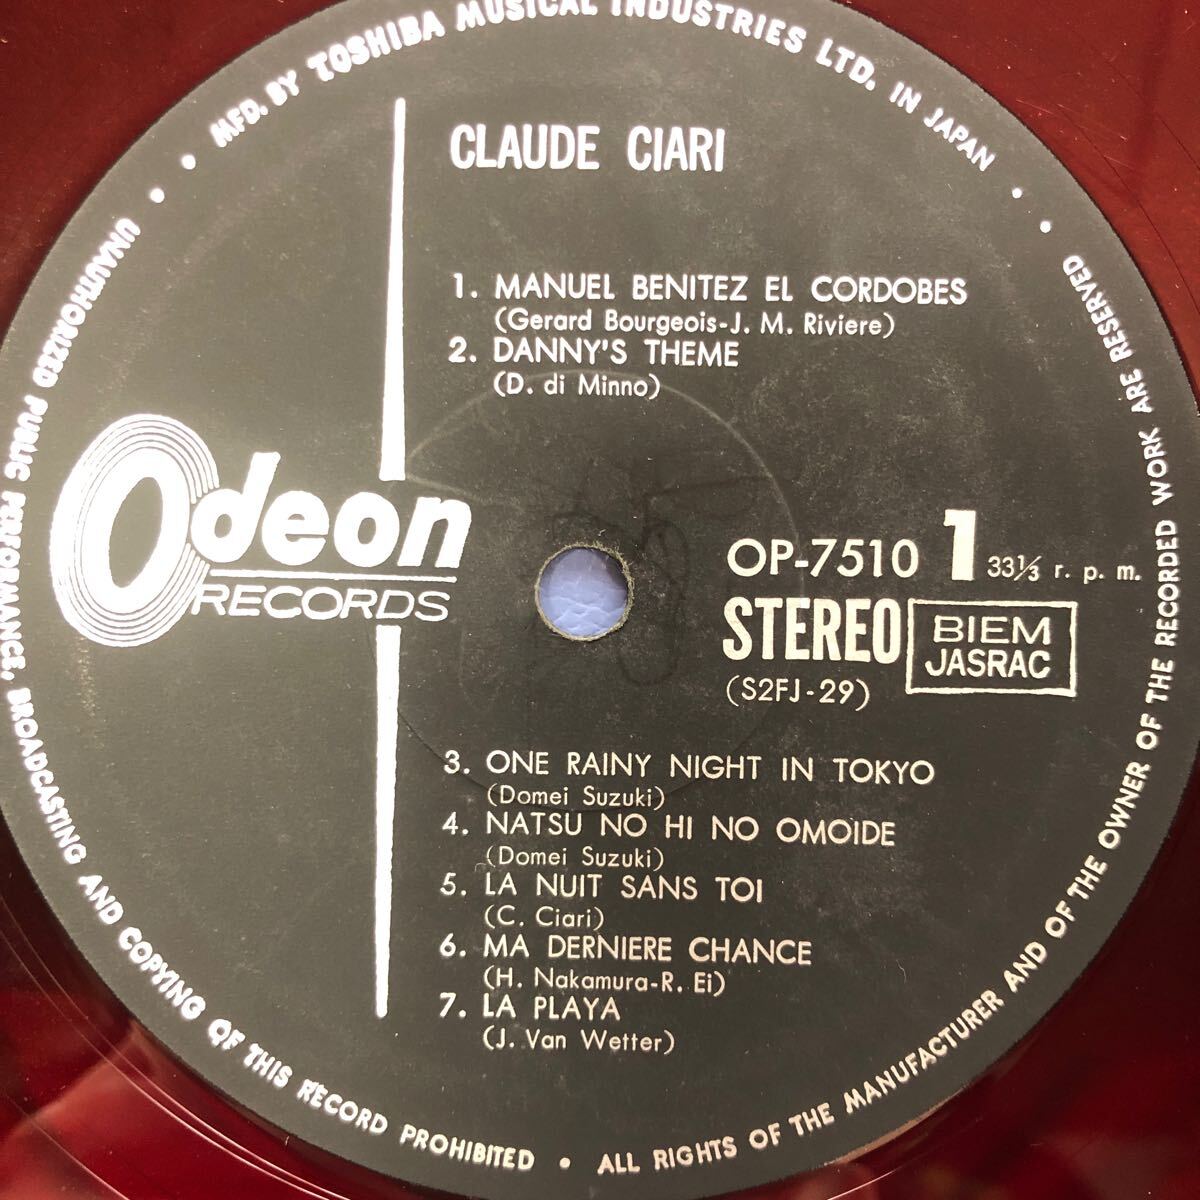 MFD. BY TOSHIBA MUSICAL INDUSTRIES LTD. IN JAPAN
CLAUDE CIARI
1. MANUEL BENITEZ EL CORDOBES
(Gerard Bourgeois-J. M. Riviere)
2. DANNY'S THEME
(D. di Minno)
Odeon
RECORDS
OP-7510 1 33⅓ r. p. m.
STEREO
BIEM
JASRAC
(S2FJ-29)
3. ONE RAINY NIGHT IN TOKYO
(Domei Suzuki)
4. NATSU NO HI NO OMOIDE
(Domei Suzuki)
5. LA NUIT SANS TOI
(C. Ciari)
6. MA DERNIERE CHANCE
(H. Nakamura-R. Ei)
7. LA PLAYA
(J. Van Wetter)
UNAUTHORIZED PUBLIC PERFORMANCE, BROADCASTING AND COPYING OF THIS RECORD PROHIBITED • ALL RIGHTS OF THE MANUFACTURER AND OF THE OWNER OF THE RECORDED WORK ARE RESERVED